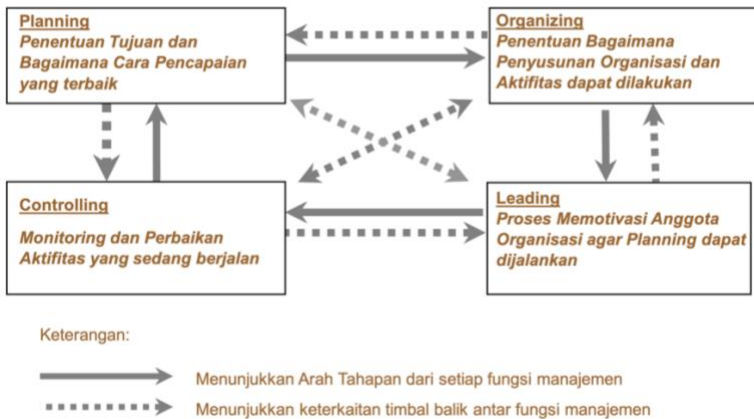 Planning
Penentuan Tujuan dan
Bagaimana Cara Pencapaian
yang terbaik
Organizing
Penentuan Bagaimana
Penyusunan Organisasi dan
Aktifitas dapat dilakukan
Controlling
Monitoring dan Perbaikan
Aktifitas yang sedang berjalan
Leading
Proses Memotivasi Anggota
Organisasi agar Planning dapat
dijalankan
Keterangan:
Menunjukkan Arah Tahapan dari setiap fungsi manajemen
Menunjukkan keterkaitan timbal balik antar fungsi manajemen